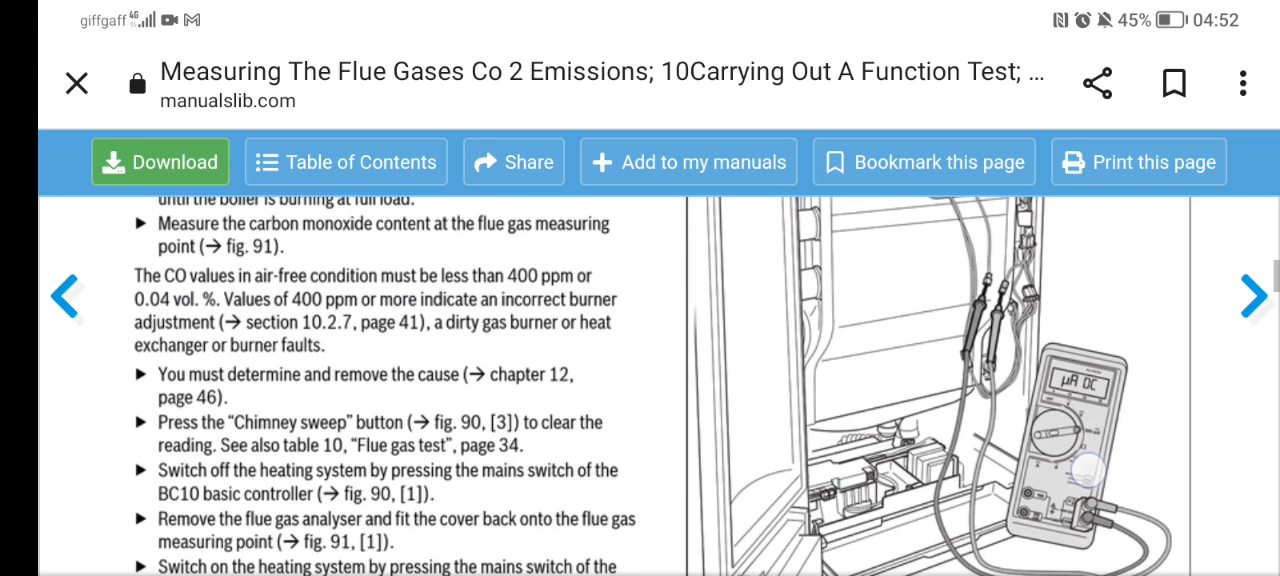 giffgaff 4G 45% 04:52
Measuring The Flue Gases Co 2 Emissions; 10Carrying Out A Function Test; ...
manualslib.com
Download Table of Contents Share Add to my manuals Bookmark this page Print this page
until the boiler is burning at full load.
► Measure the carbon monoxide content at the flue gas measuring
point (→ fig. 91).
The CO values in air-free condition must be less than 400 ppm or
0.04 vol. %. Values of 400 ppm or more indicate an incorrect burner
adjustment (→ section 10.2.7, page 41), a dirty gas burner or heat
exchanger or burner faults.
► You must determine and remove the cause (→ chapter 12,
page 46).
► Press the “Chimney sweep” button (→ fig. 90, [3]) to clear the
reading. See also table 10, “Flue gas test”, page 34.
► Switch off the heating system by pressing the mains switch of the
BC10 basic controller (→ fig. 90, [1]).
► Remove the flue gas analyser and fit the cover back onto the flue gas
measuring point (→ fig. 91, [1]).
► Switch on the heating system by pressing the mains switch of the
µA DC